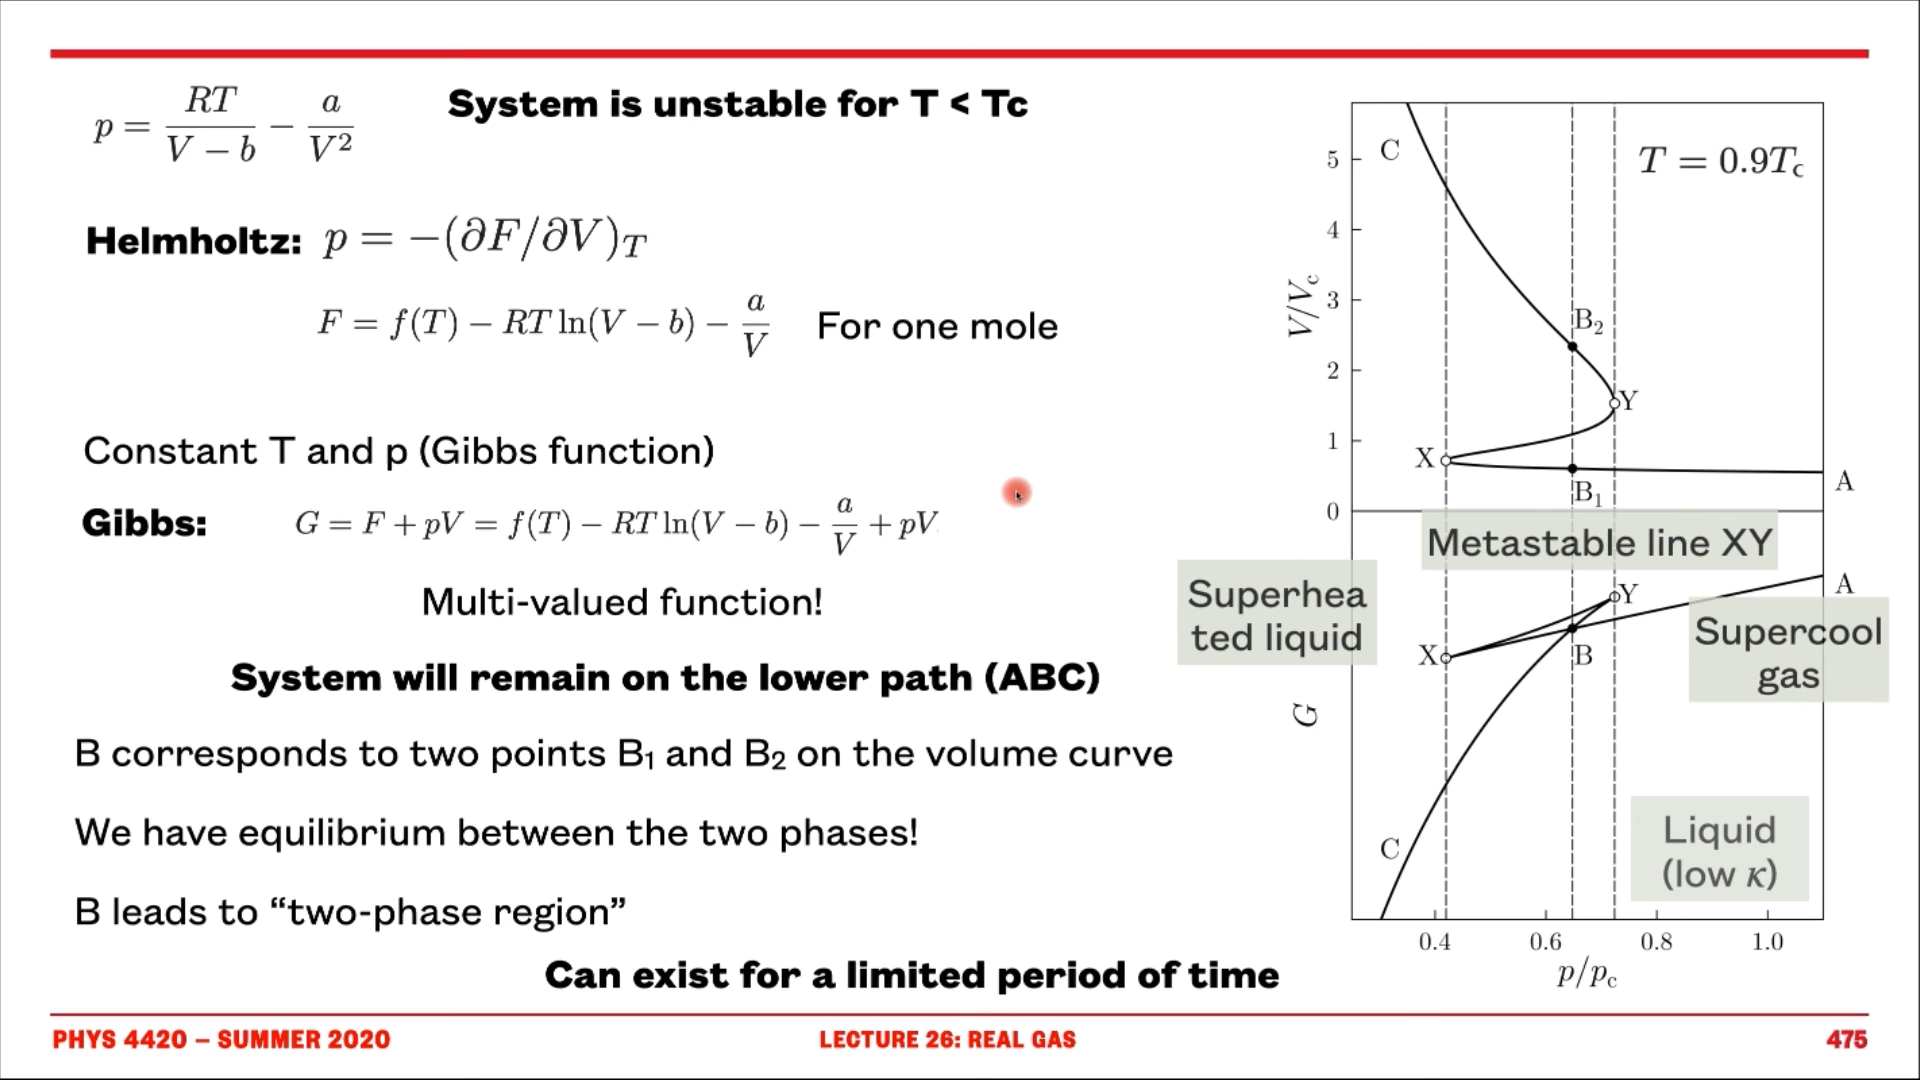 p = RT/(V − b) − a/V²
System is unstable for T < Tc
Helmholtz: p = −(∂F/∂V)_T
F = f(T) − RT ln(V − b) − a/V
For one mole
Constant T and p (Gibbs function)
Gibbs: G = F + pV = f(T) − RT ln(V − b) − a/V + pV
Multi-valued function!
System will remain on the lower path (ABC)
B corresponds to two points B₁ and B₂ on the volume curve
We have equilibrium between the two phases!
B leads to “two-phase region”
Can exist for a limited period of time
T = 0.9T_c
C
5
4
V/V_c
3
B₂
2
Y
1
X
A
B₁
0
Metastable line XY
Superhea
ted liquid
Y
A
Supercool
gas
X
B
G
Liquid
(low κ)
C
0.4 0.6 0.8 1.0
p/p_c
PHYS 4420 – SUMMER 2020
LECTURE 26: REAL GAS
475